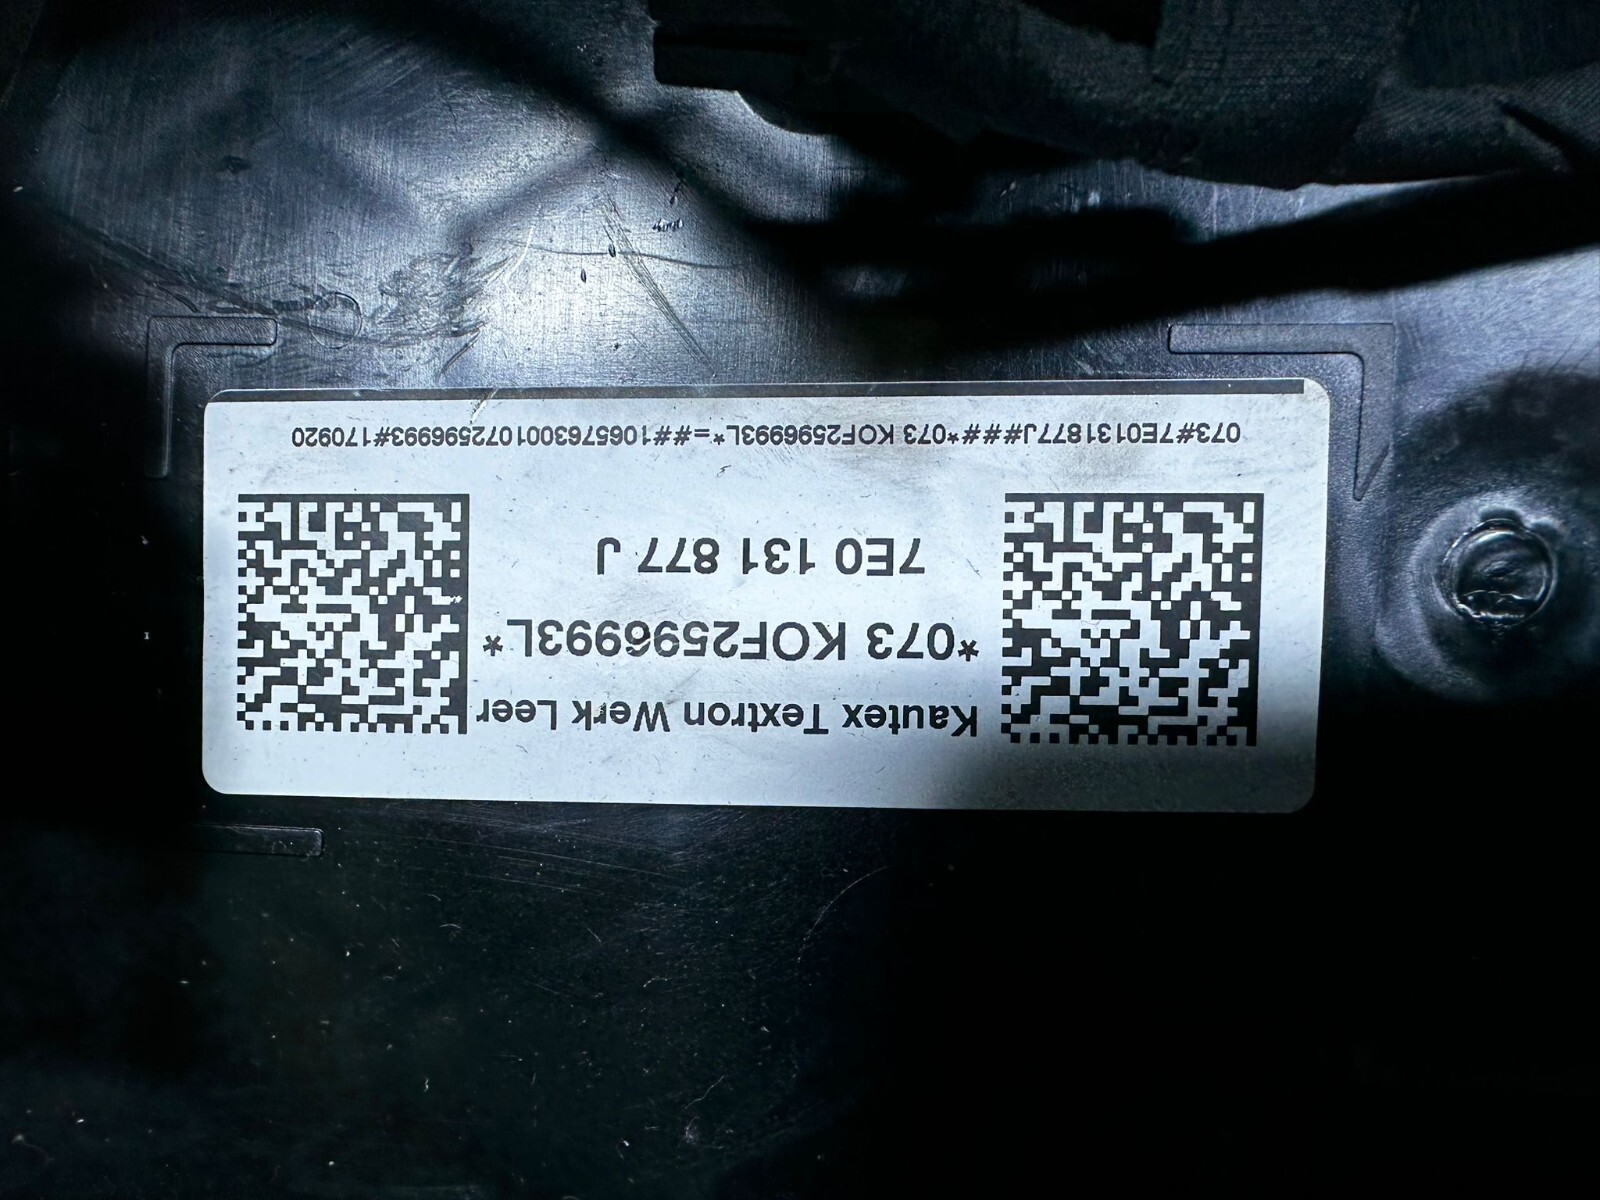 Kautex Textron Werk Leer
*073 KOF2596993L*
7E0 131 877 J
073#7E0131877J###*073 KOF2596993L*=##1065763001072596993#170920